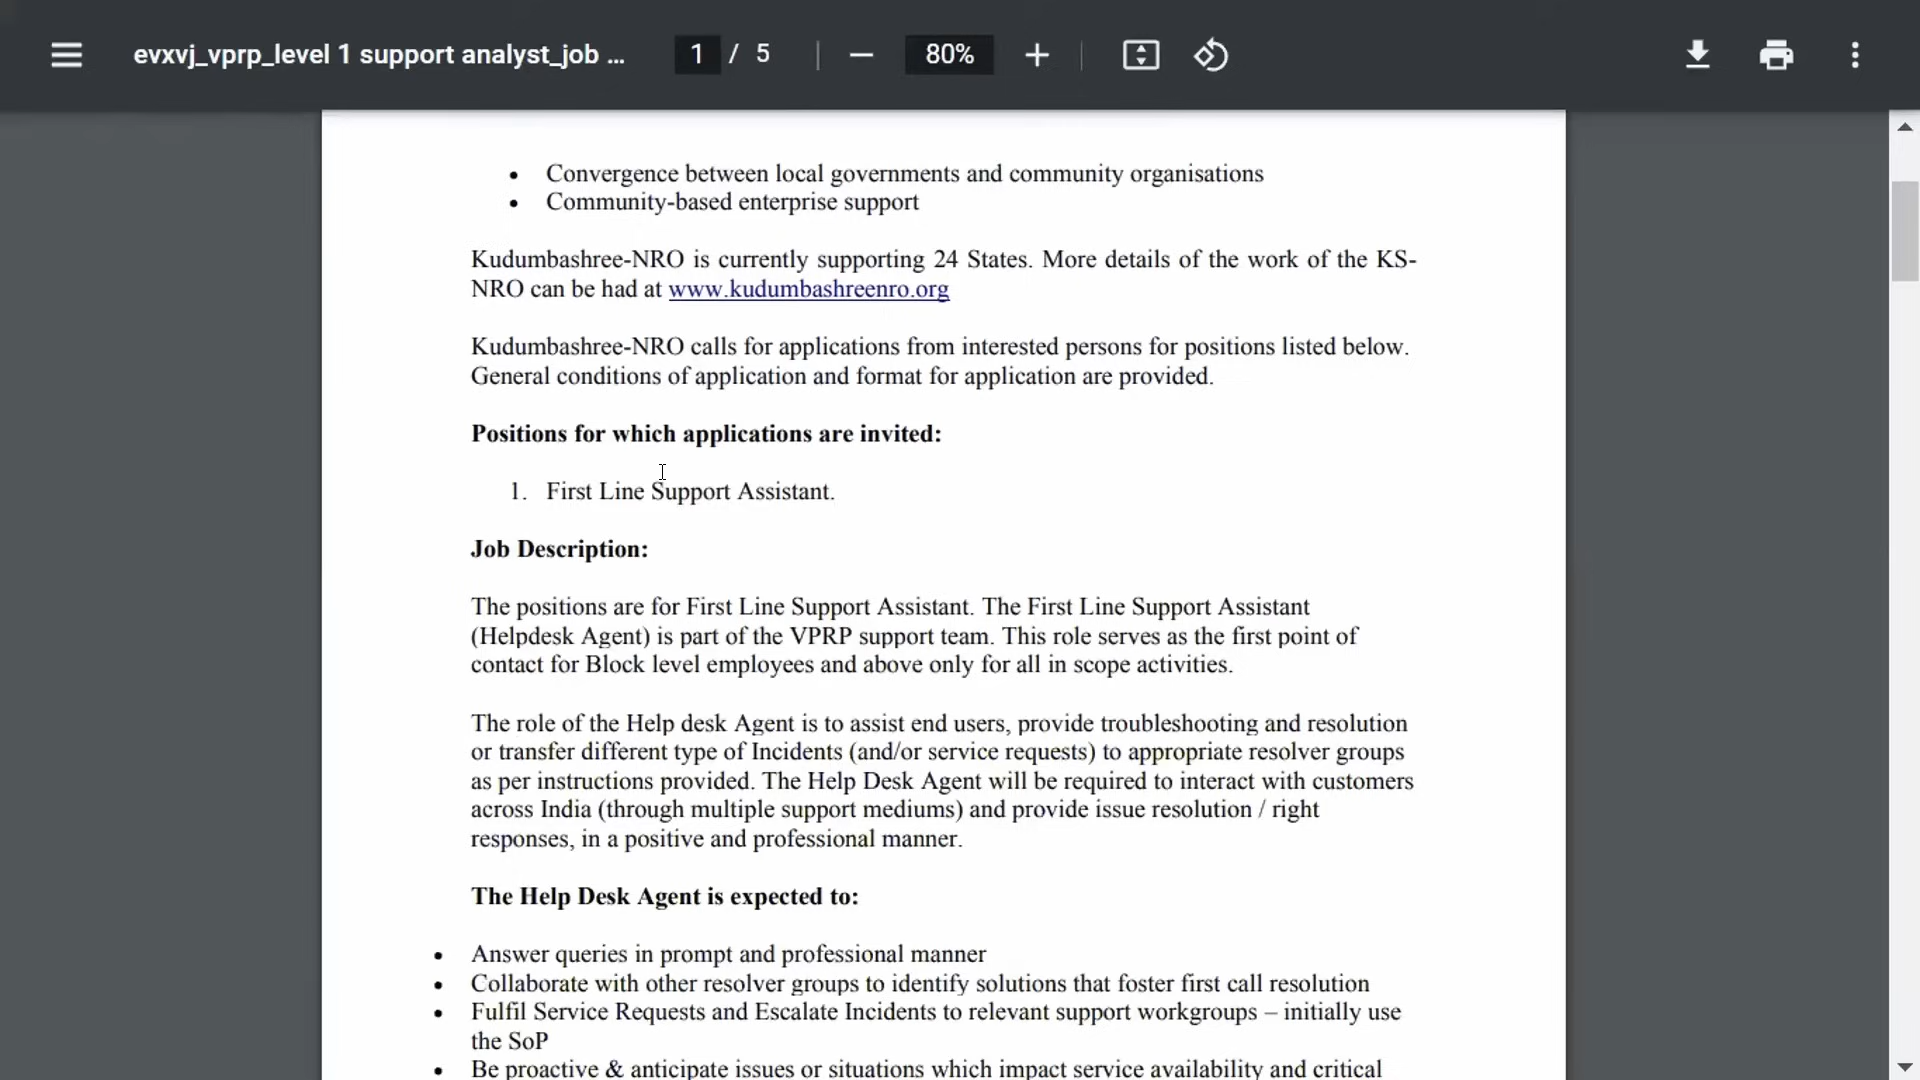 evxvj_vprp_level 1 support analyst_job ...
1 / 5
80%
• Convergence between local governments and community organisations
• Community-based enterprise support
Kudumbashree-NRO is currently supporting 24 States. More details of the work of the KS-
NRO can be had at www.kudumbashreenro.org
Kudumbashree-NRO calls for applications from interested persons for positions listed below.
General conditions of application and format for application are provided.
Positions for which applications are invited:
1. First Line Support Assistant.
Job Description:
The positions are for First Line Support Assistant. The First Line Support Assistant
(Helpdesk Agent) is part of the VPRP support team. This role serves as the first point of
contact for Block level employees and above only for all in scope activities.
The role of the Help desk Agent is to assist end users, provide troubleshooting and resolution
or transfer different type of Incidents (and/or service requests) to appropriate resolver groups
as per instructions provided. The Help Desk Agent will be required to interact with customers
across India (through multiple support mediums) and provide issue resolution / right
responses, in a positive and professional manner.
The Help Desk Agent is expected to:
• Answer queries in prompt and professional manner
• Collaborate with other resolver groups to identify solutions that foster first call resolution
• Fulfil Service Requests and Escalate Incidents to relevant support workgroups – initially use
the SoP
• Be proactive & anticipate issues or situations which impact service availability and critical